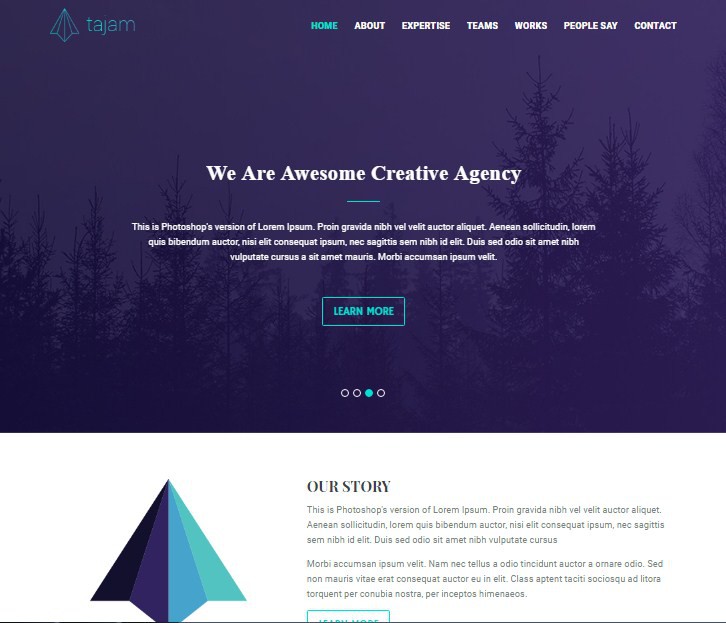 tajam
HOME ABOUT EXPERTISE TEAMS WORKS PEOPLE SAY CONTACT
We Are Awesome Creative Agency
This is Photoshop's version of Lorem Ipsum. Proin gravida nibh vel velit auctor aliquet. Aenean sollicitudin, lorem
quis bibendum auctor, nisi elit consequat ipsum, nec sagittis sem nibh id elit. Duis sed odio sit amet nibh
vulputate cursus a sit amet mauris. Morbi accumsan ipsum velit.
LEARN MORE
OUR STORY
This is Photoshop's version of Lorem Ipsum. Proin gravida nibh vel velit auctor aliquet.
Aenean sollicitudin, lorem quis bibendum auctor, nisi elit consequat ipsum, nec sagittis
sem nibh id elit. Duis sed odio sit amet nibh vulputate cursus
Morbi accumsan ipsum velit. Nam nec tellus a odio tincidunt auctor a ornare odio. Sed
non mauris vitae erat consequat auctor eu in elit. Class aptent taciti sociosqu ad litora
torquent per conubia nostra, per inceptos himenaeos.
LEARN MORE